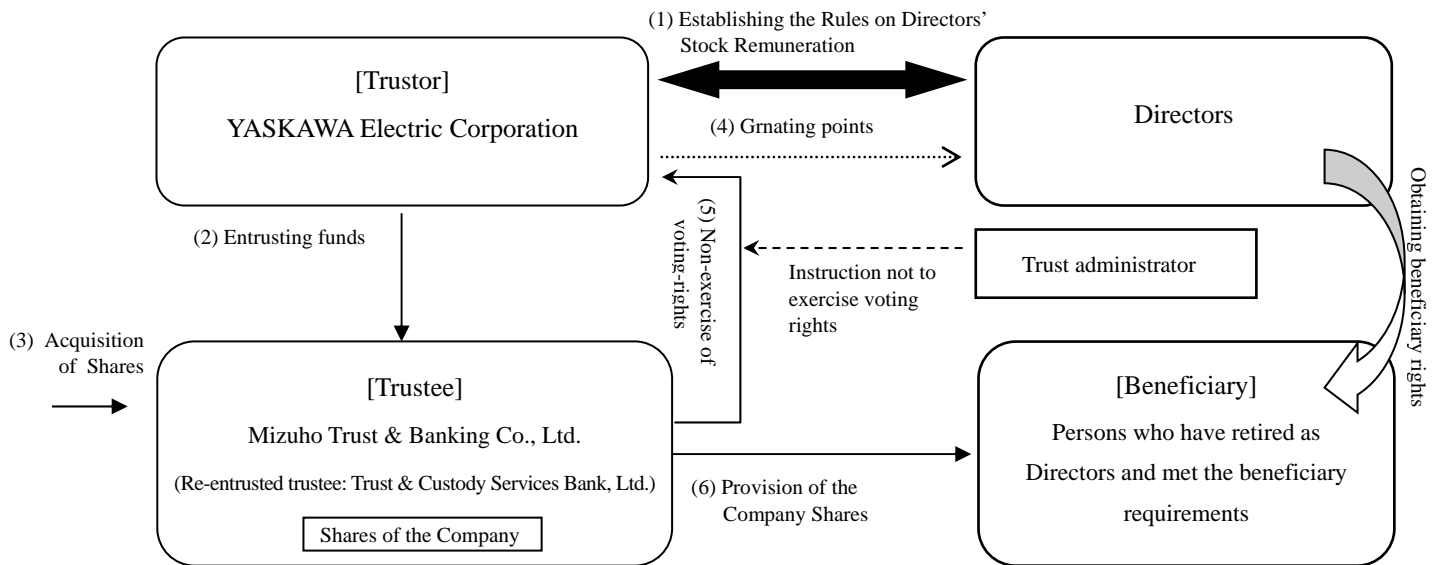 (1) Establishing the Rules on Directors’
Stock Remuneration
[Trustor]
YASKAWA Electric Corporation
Directors
(4) Grnating points
(2) Entrusting funds
(5) Non-exercise of
voting-rights
Instruction not to
exercise voting
rights
Trust administrator
Obtaining beneficiary rights
(3) Acquisition
of Shares
[Trustee]
Mizuho Trust & Banking Co., Ltd.
(Re-entrusted trustee: Trust & Custody Services Bank, Ltd.)
Shares of the Company
(6) Provision of the
Company Shares
[Beneficiary]
Persons who have retired as
Directors and met the beneficiary
requirements